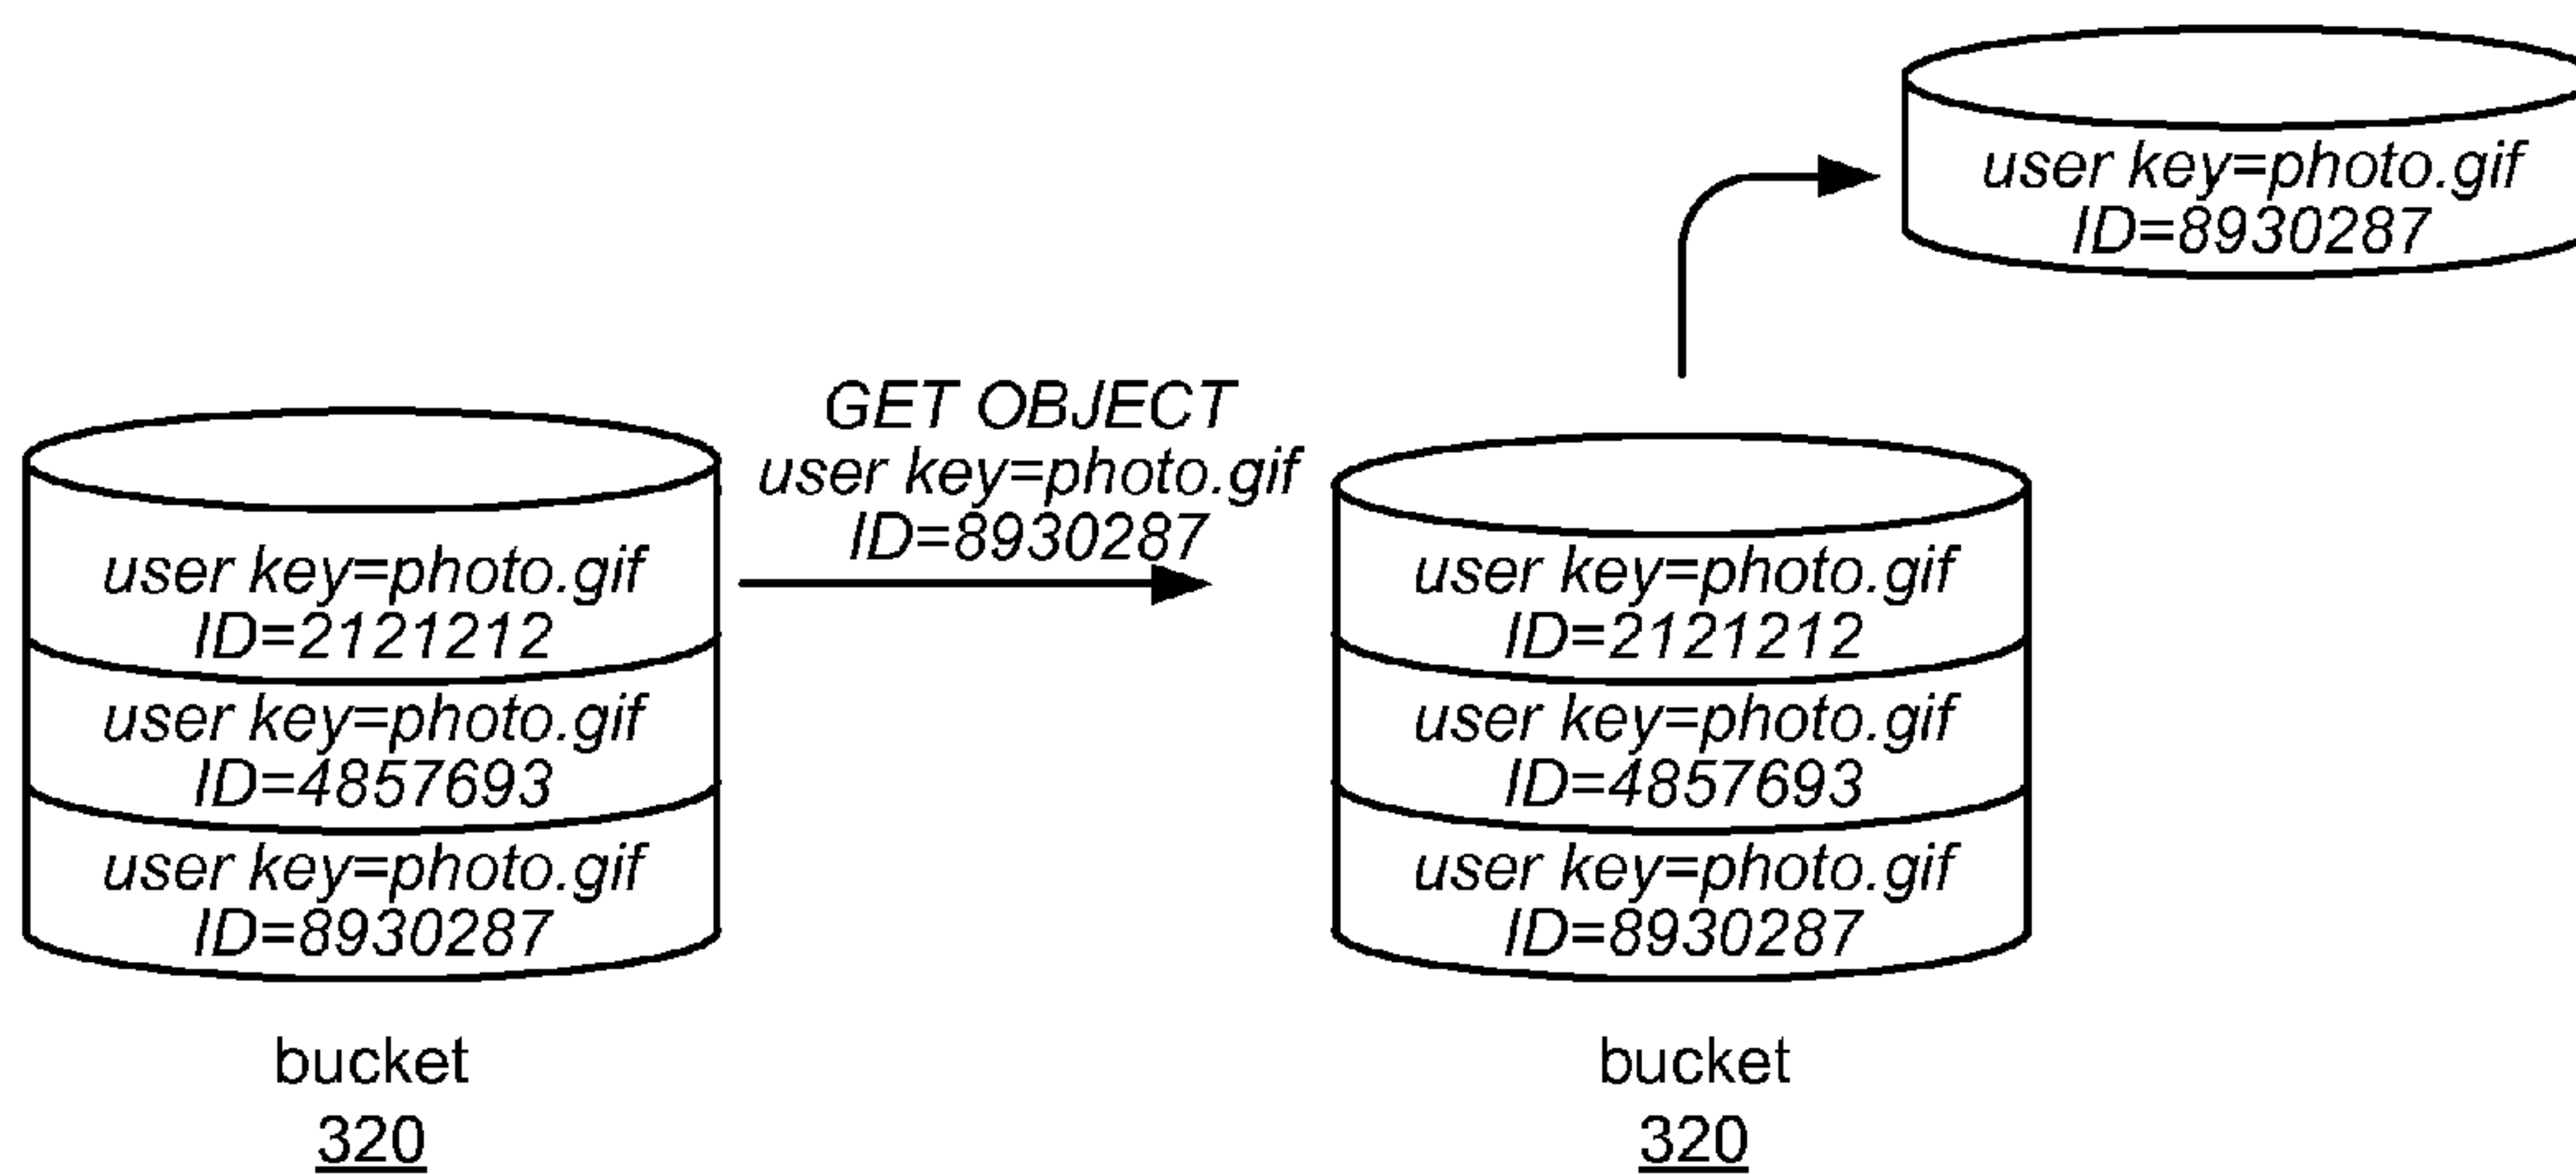 user key=photo.gif
ID=8930287
GET OBJECT
user key=photo.gif
ID=8930287
user key=photo.gif
ID=2121212
user key=photo.gif
ID=4857693
user key=photo.gif
ID=8930287
bucket
320
user key=photo.gif
ID=2121212
user key=photo.gif
ID=4857693
user key=photo.gif
ID=8930287
bucket
320